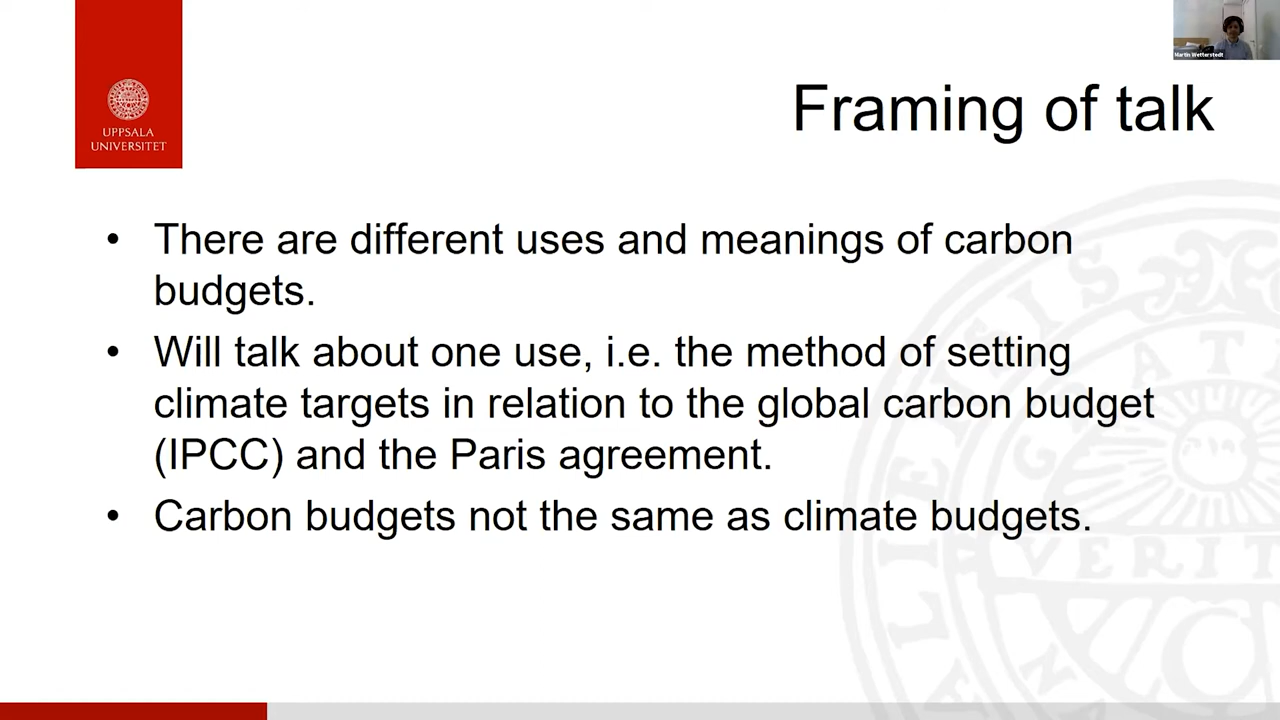 Martin Wetterstedt
Framing of talk
UPPSALA
UNIVERSITET
• There are different uses and meanings of carbon
budgets.
• Will talk about one use, i.e. the method of setting
climate targets in relation to the global carbon budget
(IPCC) and the Paris agreement.
• Carbon budgets not the same as climate budgets.